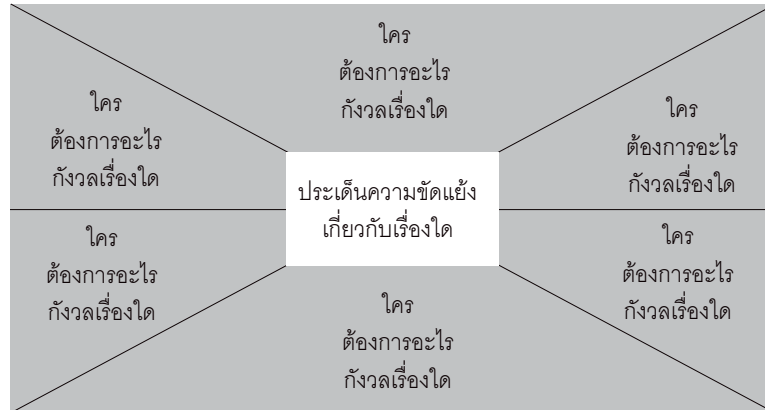 ใคร
ต้องการอะไร
กังวลเรื่องใด
ใคร
ต้องการอะไร
กังวลเรื่องใด
ใคร
ต้องการอะไร
กังวลเรื่องใด
ประเด็นความขัดแย้ง
เกี่ยวกับเรื่องใด
ใคร
ต้องการอะไร
กังวลเรื่องใด
ใคร
ต้องการอะไร
กังวลเรื่องใด
ใคร
ต้องการอะไร
กังวลเรื่องใด